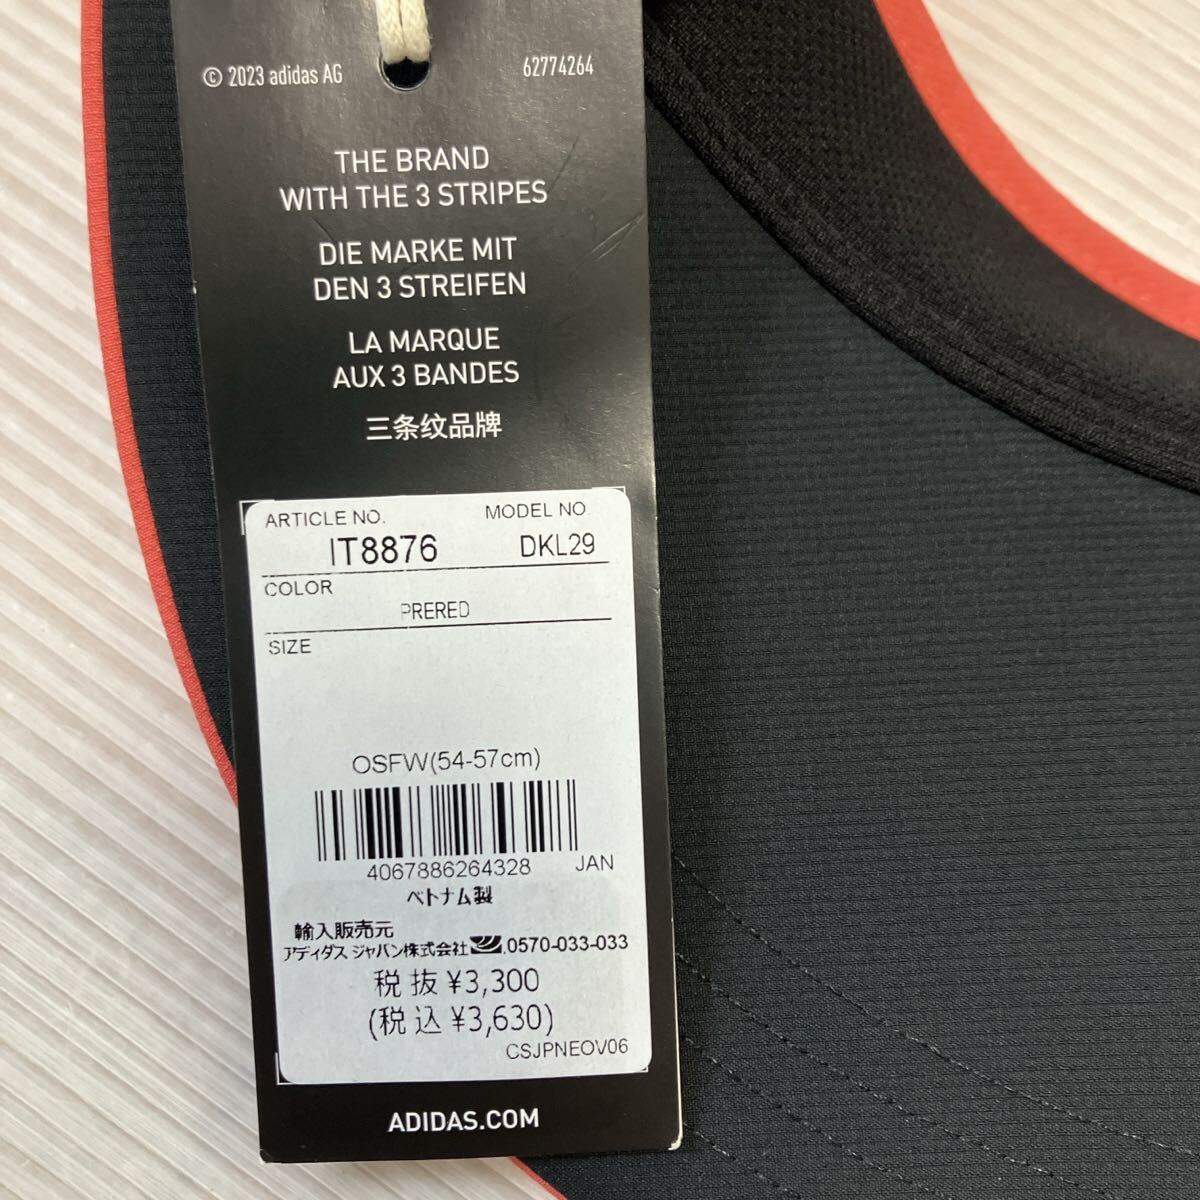 © 2023 adidas AG
62774264
THE BRAND
WITH THE 3 STRIPES
DIE MARKE MIT
DEN 3 STREIFEN
LA MARQUE
AUX 3 BANDES
三条纹品牌
ARTICLE NO.
MODEL NO.
IT8876
DKL29
COLOR
PRERED
SIZE
OSFW(54-57cm)
4067886264328
JAN
ベトナム製
輸入販売元
アディダス ジャパン株式会社 0570-033-033
税抜 ¥3,300
(税込 ¥3,630)
CSJPNEOV06
ADIDAS.COM